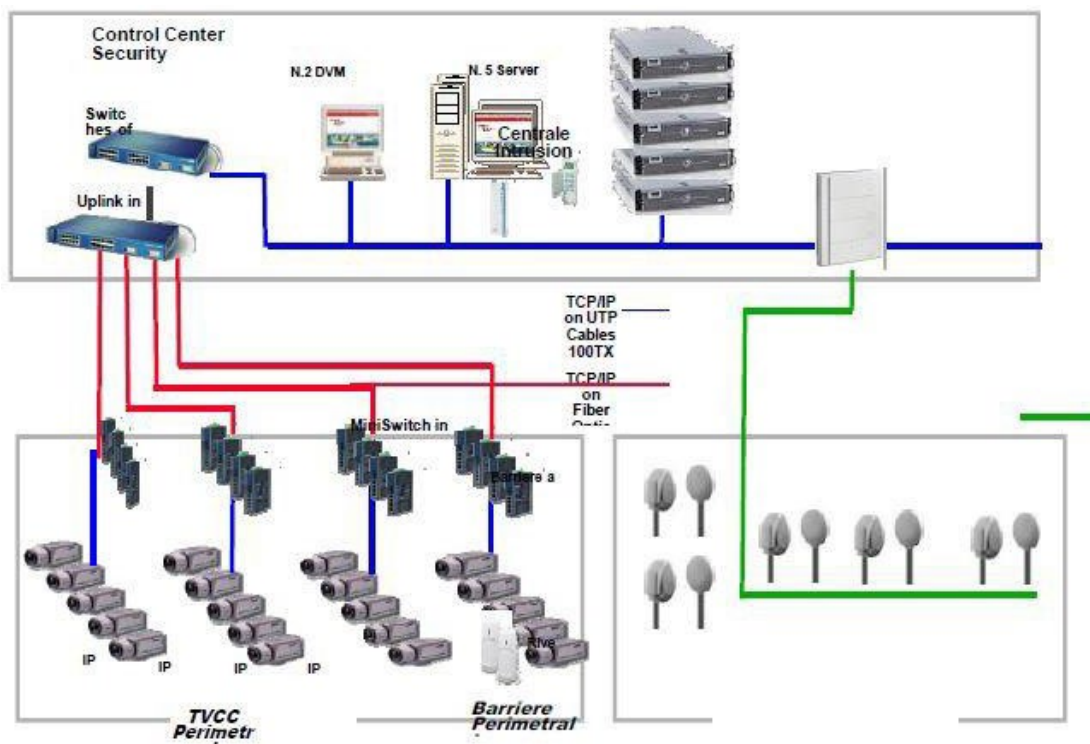 Control Center
Security
N.2 DVM
N. 5 Server
Switc
hes of
Centrale
Intrusion
Uplink in
TCP/IP
on UTP
Cables
100TX
TCP/IP
on
Fiber
MiniSwitch in
Barriere a
Rive
IP
IP
IP
IP
TVCC
Perimetr
Barriere
Perimetral